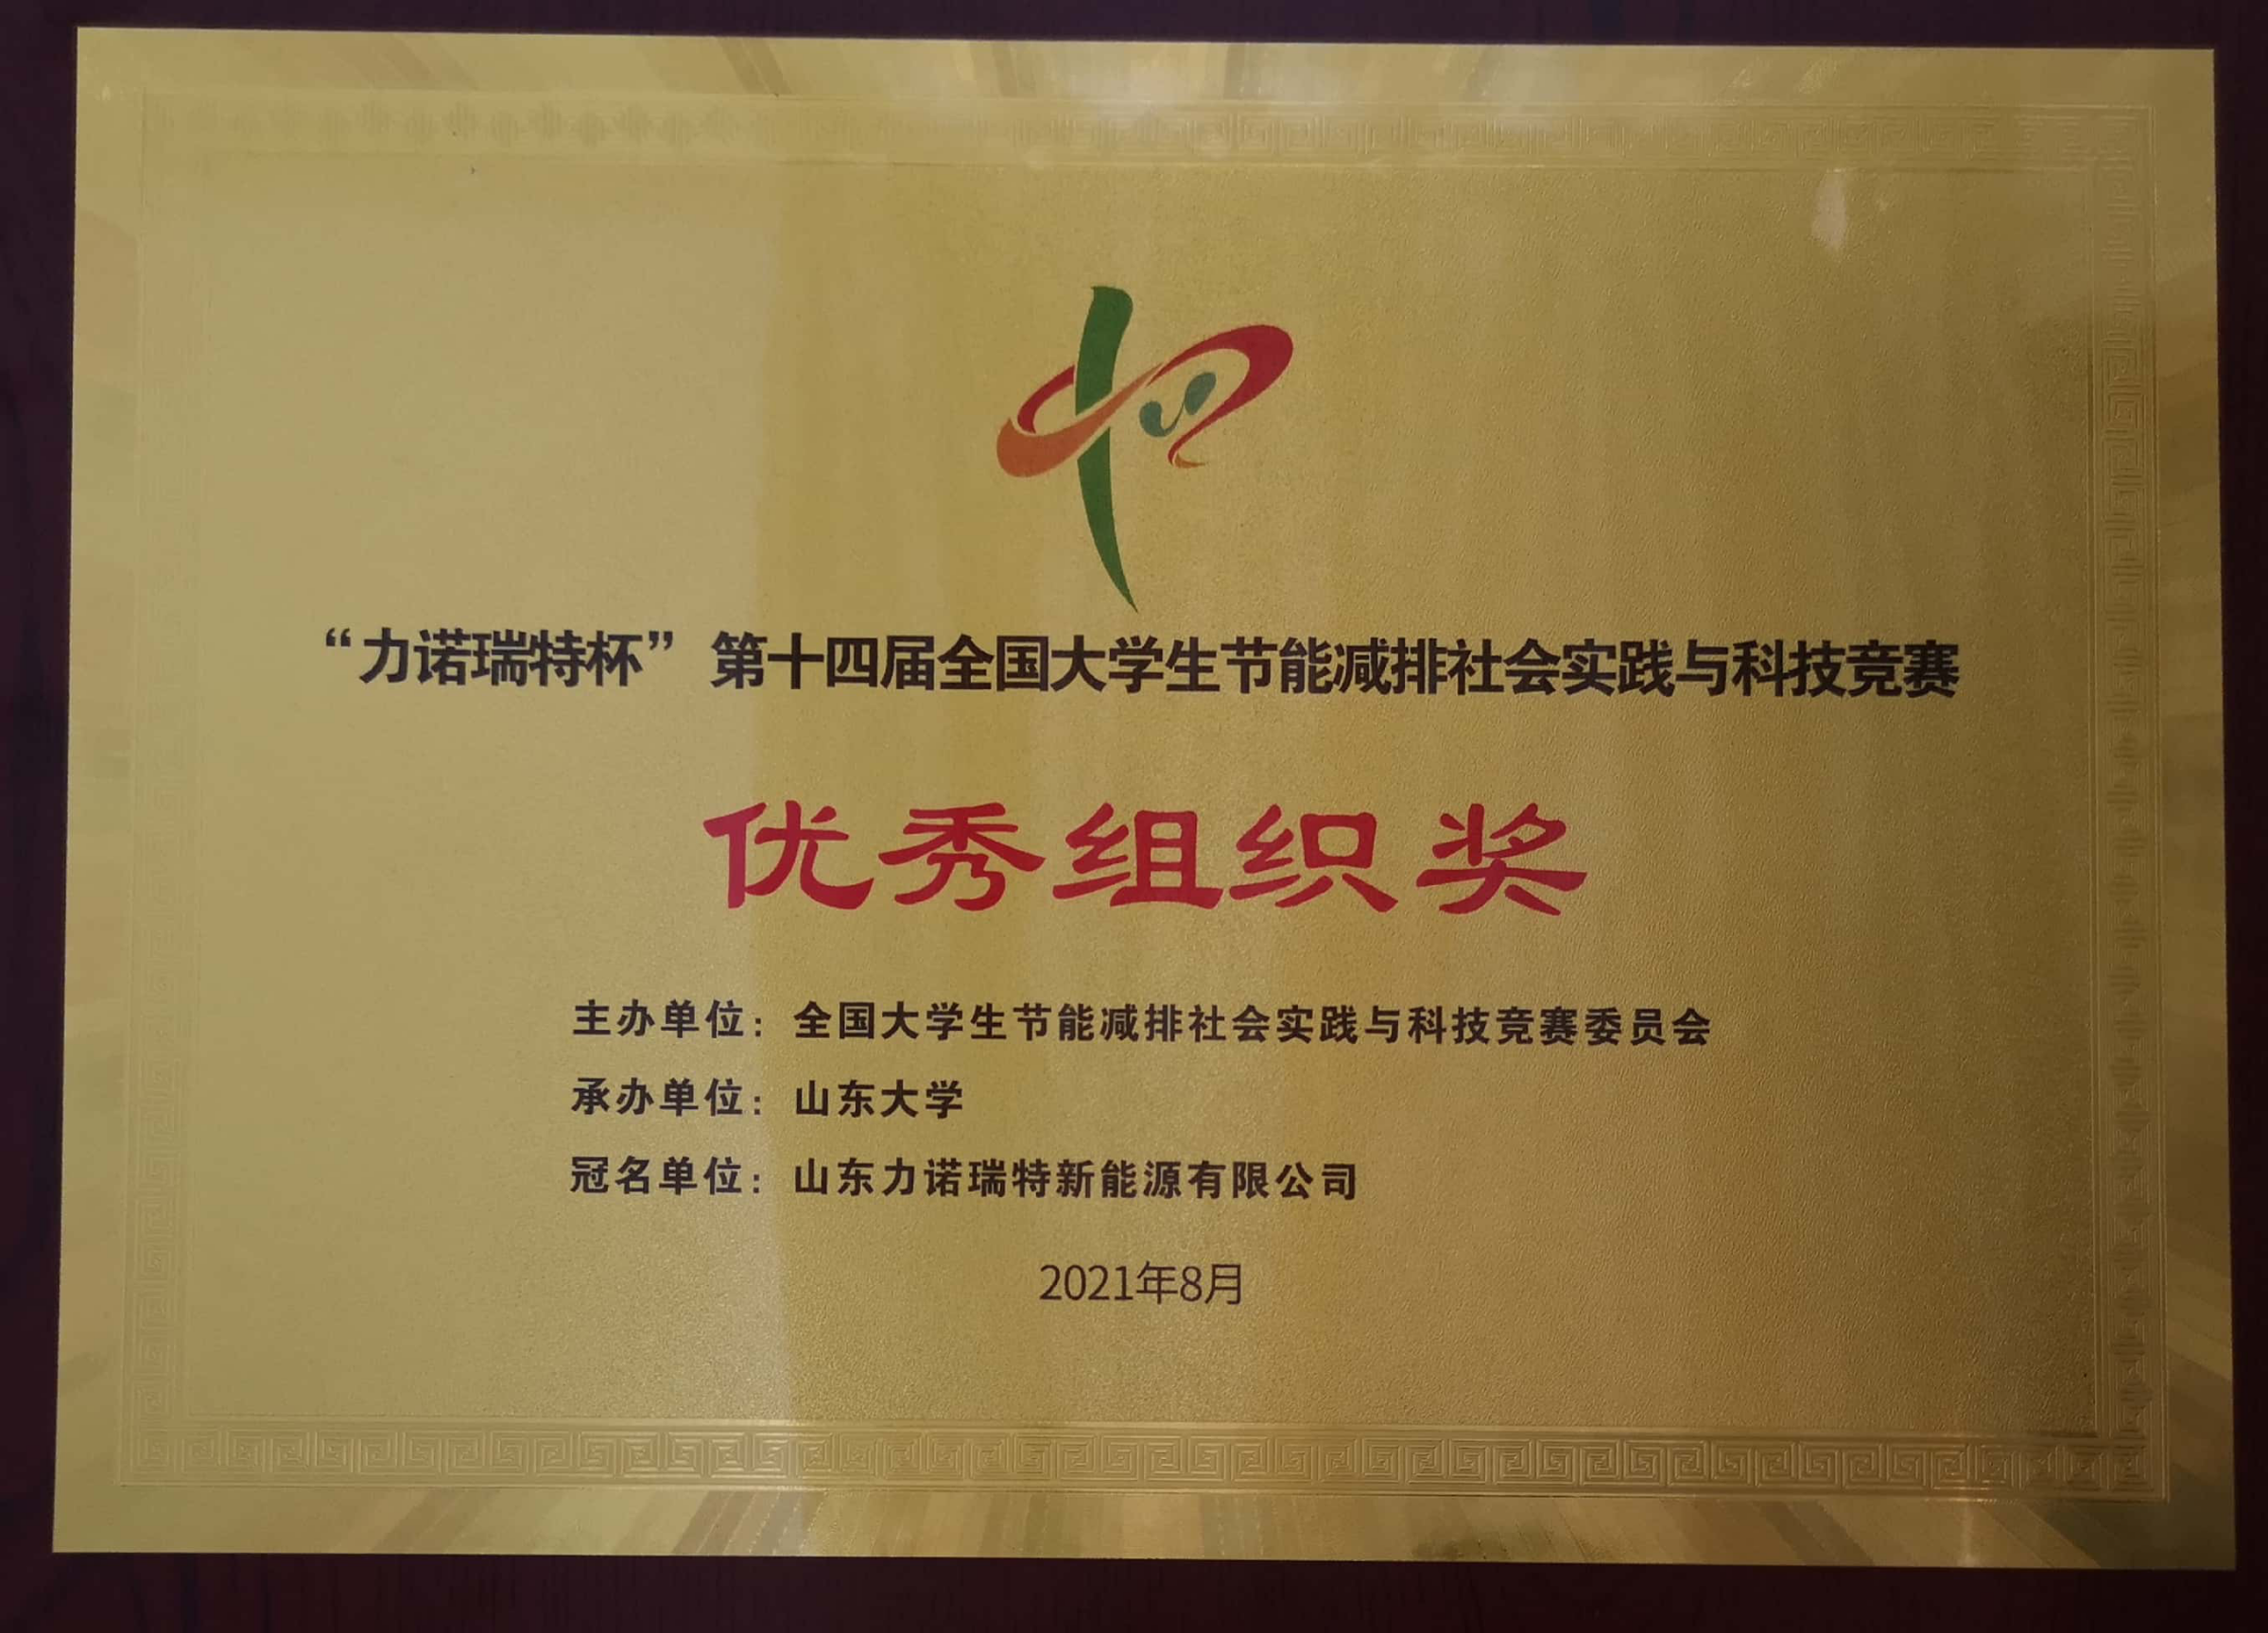 “力诺瑞特杯”第十四届全国大学生节能减排社会实践与科技竞赛
优秀组织奖
主办单位：全国大学生节能减排社会实践与科技竞赛委员会
承办单位：山东大学
冠名单位：山东力诺瑞特新能源有限公司
2021年8月